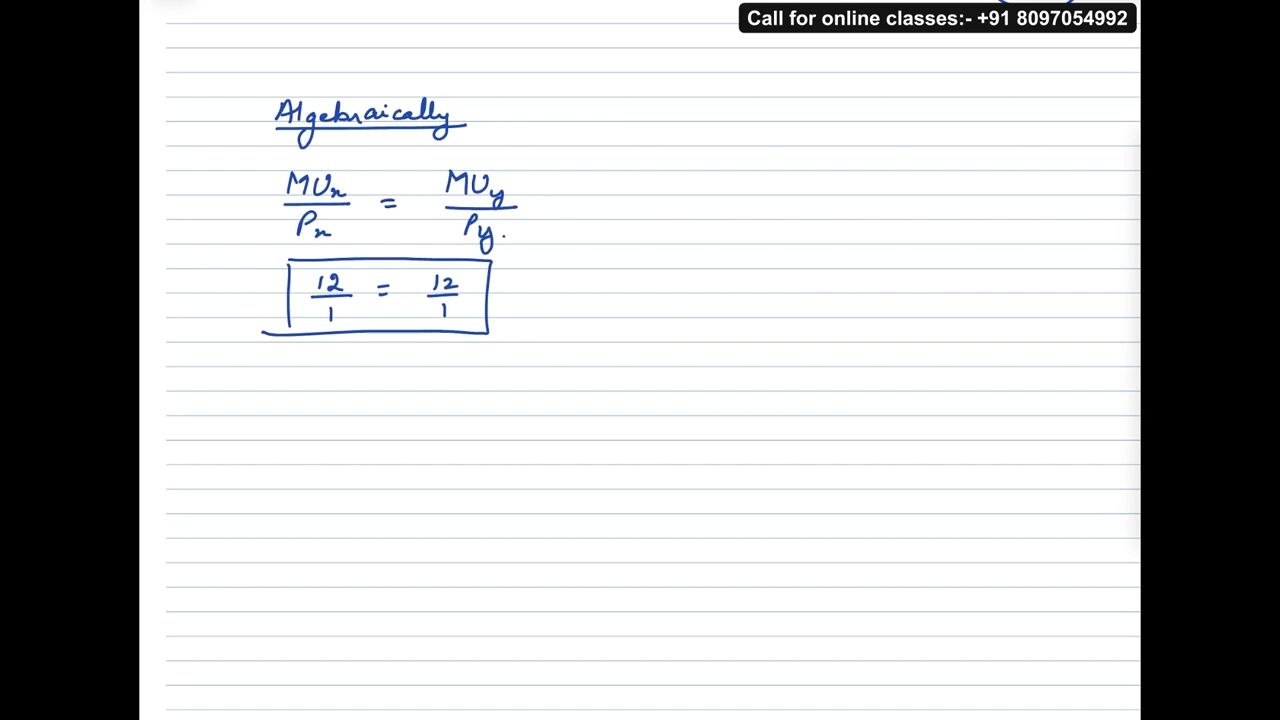 Call for online classes:- +91 8097054992
Algebraically
MUx / Px = MUy / Py.
12 / 1 = 12 / 1